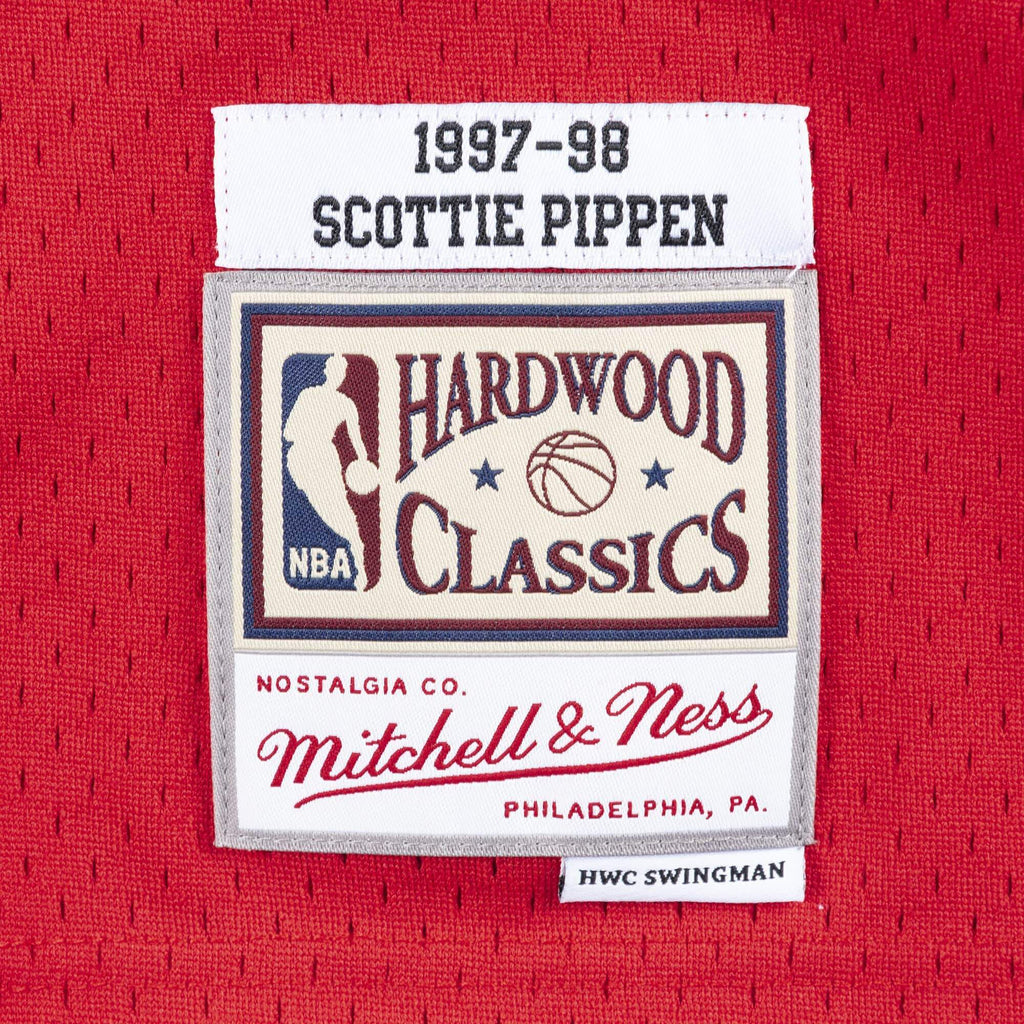 1997-98
SCOTTIE PIPPEN
HARDWOOD
CLASSICS
NBA
NOSTALGIA CO.
Mitchell & Ness
PHILADELPHIA, PA.
HWC SWINGMAN